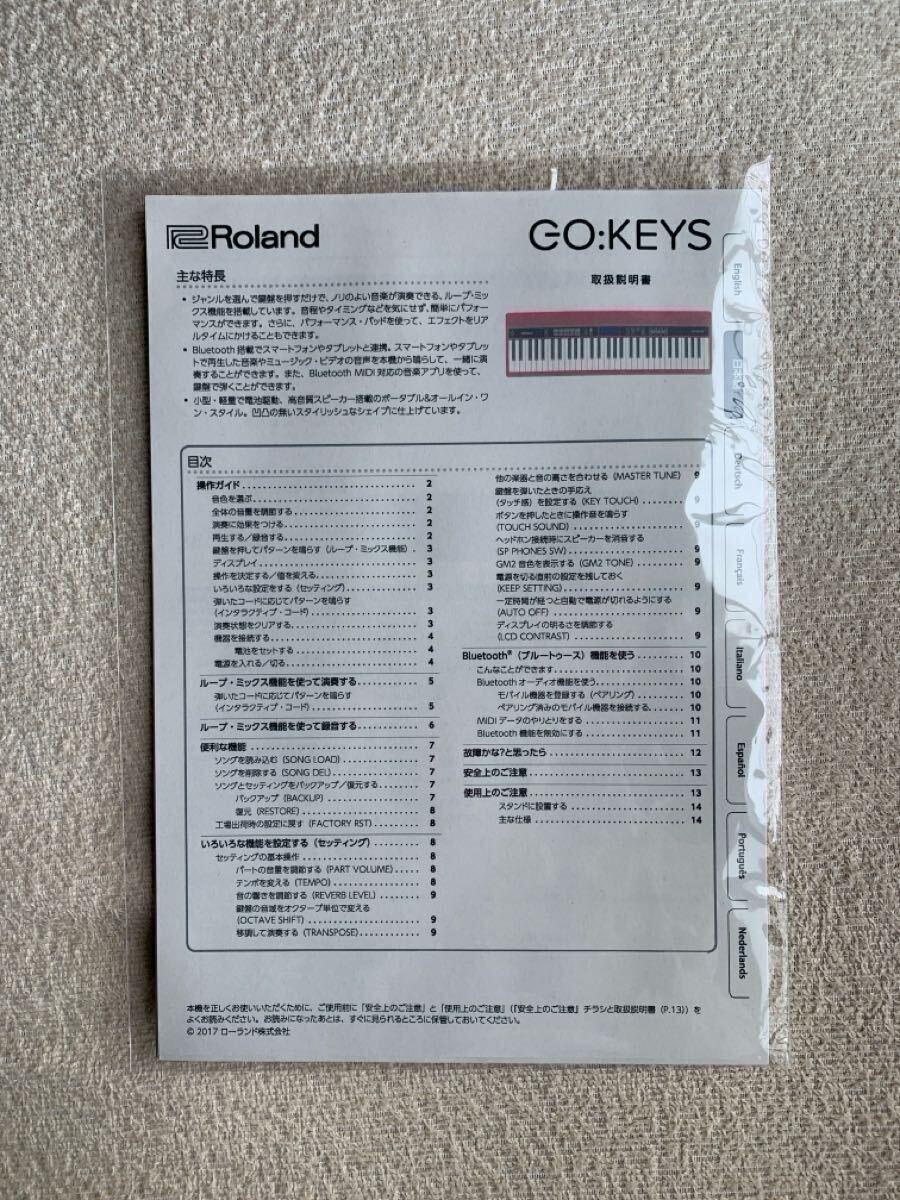 Roland
GO:KEYS
取扱説明書
主な特長
• ジャンルを選んで鍵盤を押すだけで、ノリのよい音楽が演奏できる、ループ・ミッ
クス機能を搭載しています。音程やタイミングなどを気にせず、簡単にパフォー
マンスができます。さらに、パフォーマンス・パッドを使って、エフェクトをリア
ルタイムにかけることもできます。
• Bluetooth 搭載でスマートフォンやタブレットと連携。スマートフォンやタブレッ
トで再生した音楽やミュージック・ビデオの音声を本機から鳴らして、一緒に演
奏することができます。また、Bluetooth MIDI 対応の音楽アプリを使って、
鍵盤で弾くことができます。
• 小型・軽量で電池駆動、高音質スピーカー搭載のポータブル&オールイン・ワ
ン・スタイル。凹凸の無いスタイリッシュなシェイプに仕上げています。
目次
操作ガイド 2
音色を選ぶ 2
全体の音量を調節する 2
演奏に効果をつける 2
再生する/録音する 2
鍵盤を押してパターンを鳴らす(ループ・ミックス機能) 3
ディスプレイ 3
操作を決定する/値を変える 3
いろいろな設定をする(セッティング) 3
弾いたコードに応じてパターンを鳴らす
(インタラクティブ・コード) 3
演奏状態をクリアする 3
機器を接続する 4
電池をセットする 4
電源を入れる/切る 4
ループ・ミックス機能を使って演奏する 5
弾いたコードに応じてパターンを鳴らす
(インタラクティブ・コード) 5
ループ・ミックス機能を使って録音する 6
便利な機能 7
ソングを読み込む(SONG LOAD) 7
ソングを削除する(SONG DEL) 7
ソングとセッティングをバックアップ/復元する 7
バックアップ(BACKUP) 7
復元(RESTORE) 8
工場出荷時の設定に戻す(FACTORY RST) 8
いろいろな機能を設定する(セッティング) 8
セッティングの基本操作 8
パートの音量を調節する(PART VOLUME) 8
テンポを変える(TEMPO) 8
音の響きを調節する(REVERB LEVEL) 9
鍵盤の音域をオクターブ単位で変える
(OCTAVE SHIFT) 9
移調して演奏する(TRANSPOSE) 9
他の楽器と音の高さを合わせる(MASTER TUNE) 9
鍵盤を弾いたときの手応え
(タッチ感)を設定する(KEY TOUCH) 9
ボタンを押したときに操作音を鳴らす
(TOUCH SOUND) 9
ヘッドホン接続時にスピーカーを消音する
(SP PHONES SW) 9
GM2 音色を表示する(GM2 TONE) 9
電源を切る直前の設定を残しておく
(KEEP SETTING) 9
一定時間が経つと自動で電源が切れるようにする
(AUTO OFF) 9
ディスプレイの明るさを調節する
(LCD CONTRAST) 9
Bluetooth®(ブルートゥース)機能を使う 10
こんなことができます 10
Bluetooth オーディオ機能を使う 10
モバイル機器を登録する(ペアリング) 10
ペアリング済みのモバイル機器を接続する 10
MIDI データのやりとりをする 11
Bluetooth 機能を無効にする 11
故障かな?と思ったら 12
安全上のご注意 13
使用上のご注意 13
スタンドに設置する 14
主な仕様 14
English
日本語
Deutsch
Français
Italiano
Español
Português
Nederlands
本機を正しくお使いいただくために、ご使用前に「安全上のご注意」と「使用上のご注意」(『安全上のご注意』チラシと取扱説明書(P.13))を
よくお読みください。お読みになったあとは、すぐに見られるところに保管しておいてください。
© 2017 ローランド株式会社